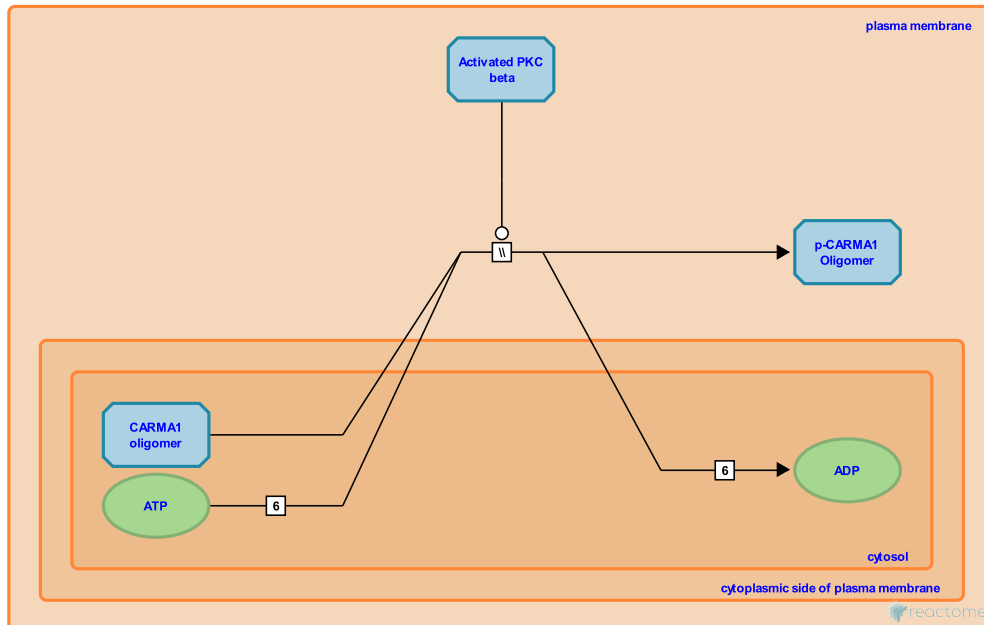 plasma membrane
Activated PKC
beta
\\
p-CARMA1
Oligomer
CARMA1
oligomer
ATP
6
6
ADP
cytosol
cytoplasmic side of plasma membrane
reactome